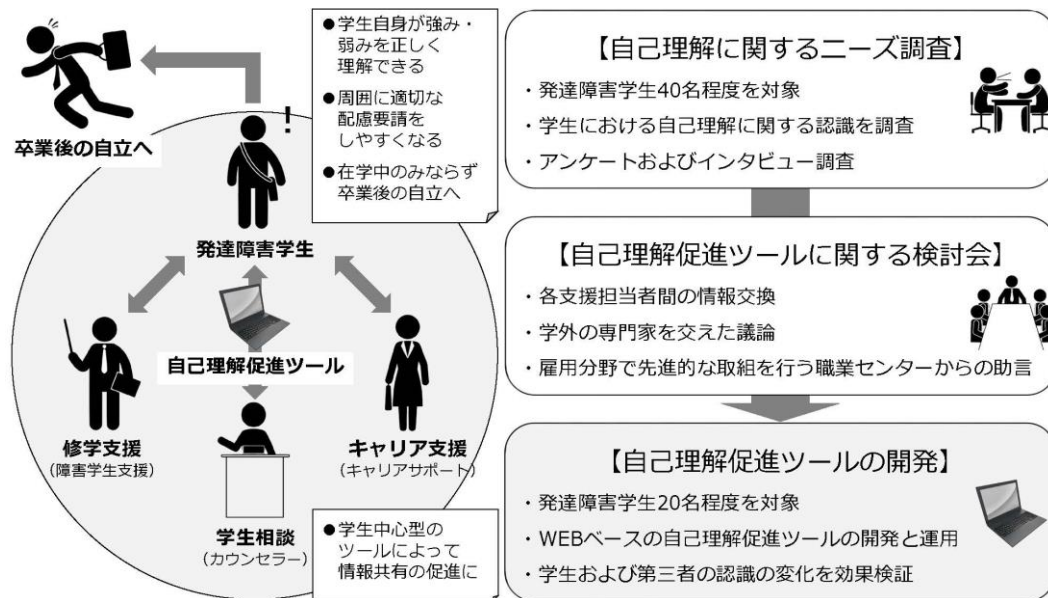 卒業後の自立へ
●学生自身が強み・
弱みを正しく
理解できる
●周囲に適切な
配慮要請を
しやすくなる
●在学中のみならず
卒業後の自立へ
!
発達障害学生
自己理解促進ツール
修学支援
（障害学生支援）
キャリア支援
（キャリアサポート）
学生相談
（カウンセラー）
●学生中心型の
ツールによって
情報共有の促進に
【自己理解に関するニーズ調査】
・発達障害学生40名程度を対象
・学生における自己理解に関する認識を調査
・アンケートおよびインタビュー調査
【自己理解促進ツールに関する検討会】
・各支援担当者間の情報交換
・学外の専門家を交えた議論
・雇用分野で先進的な取組を行う職業センターからの助言
【自己理解促進ツールの開発】
・発達障害学生20名程度を対象
・WEBベースの自己理解促進ツールの開発と運用
・学生および第三者の認識の変化を効果検証